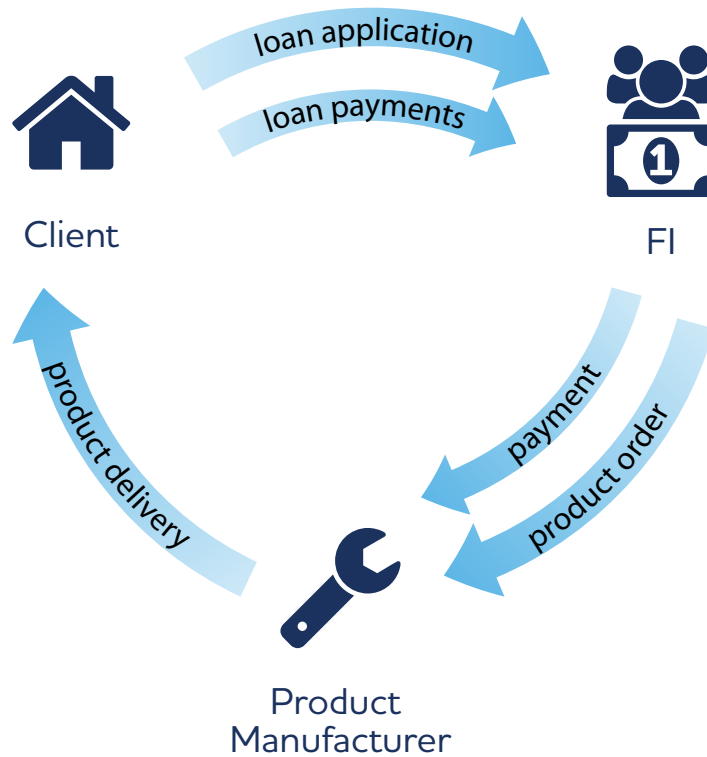 loan application
loan payments
1
Client
FI
payment
product order
product delivery
Product
Manufacturer